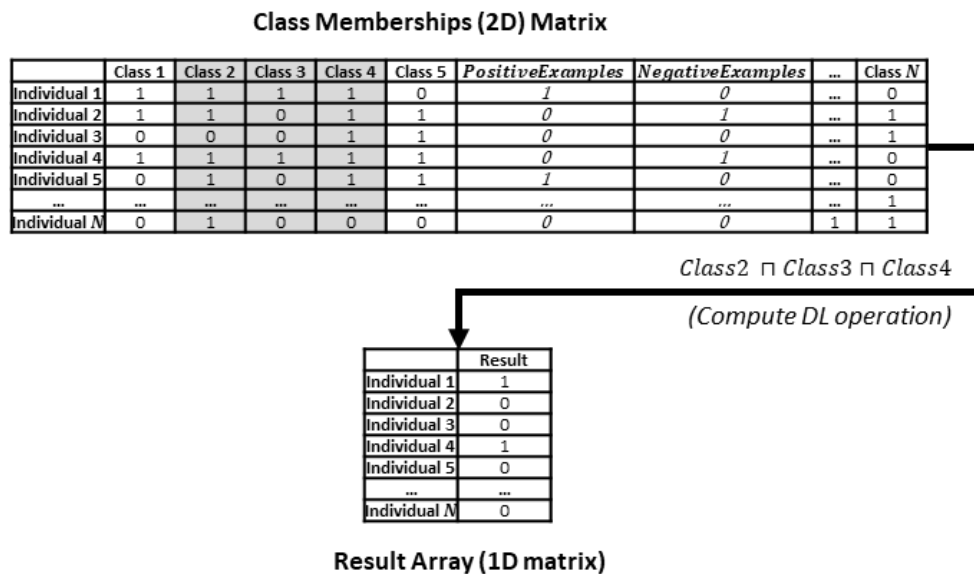 Class Memberships (2D) Matrix
Class 1 Class 2 Class 3 Class 4 Class 5 PositiveExamples NegativeExamples ... Class N
Individual 1 1 1 1 1 0 1 0 ... 0
Individual 2 1 1 0 1 1 0 1 ... 1
Individual 3 0 0 0 1 1 0 0 ... 1
Individual 4 1 1 1 1 1 0 1 ... 0
Individual 5 0 1 0 1 1 1 0 ... 0
... ... ... ... ... ... ... ... ... 1
Individual N 0 1 0 0 0 0 0 1 1
Class2 ⊓ Class3 ⊓ Class4
(Compute DL operation)
Result
Individual 1 1
Individual 2 0
Individual 3 0
Individual 4 1
Individual 5 0
... ...
Individual N 0
Result Array (1D matrix)